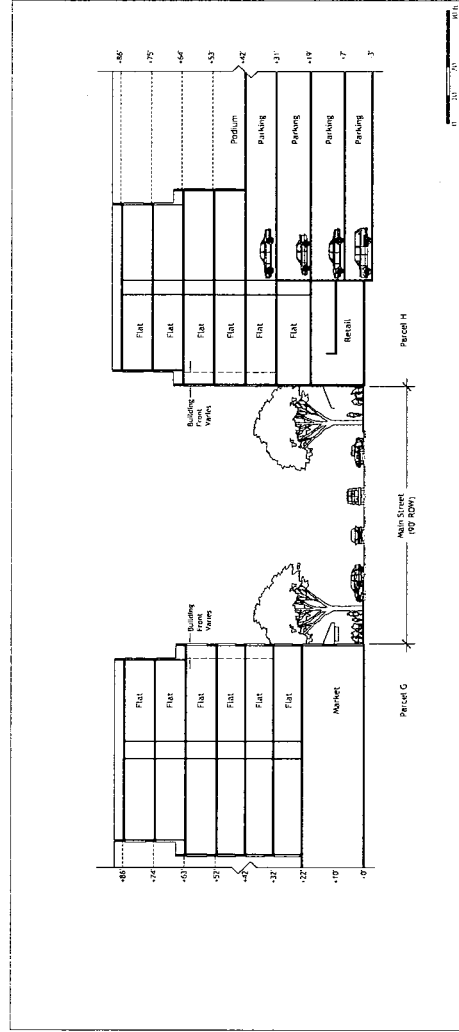 +86'
+75'
+64'
+53'
+42'
+31'
+19'
+7'
-3'
Podium
Parking
Parking
Parking
Parking
Flat
Flat
Flat
Flat
Flat
Flat
Retail
Parcel H
Building
Front
Varies
Main Street
(90' ROW)
Building
Front
Varies
Flat
Flat
Flat
Flat
Flat
Flat
Market
Parcel G
+86'
+74'
+63'
+52'
+42'
+32'
+22'
+10'
-0'